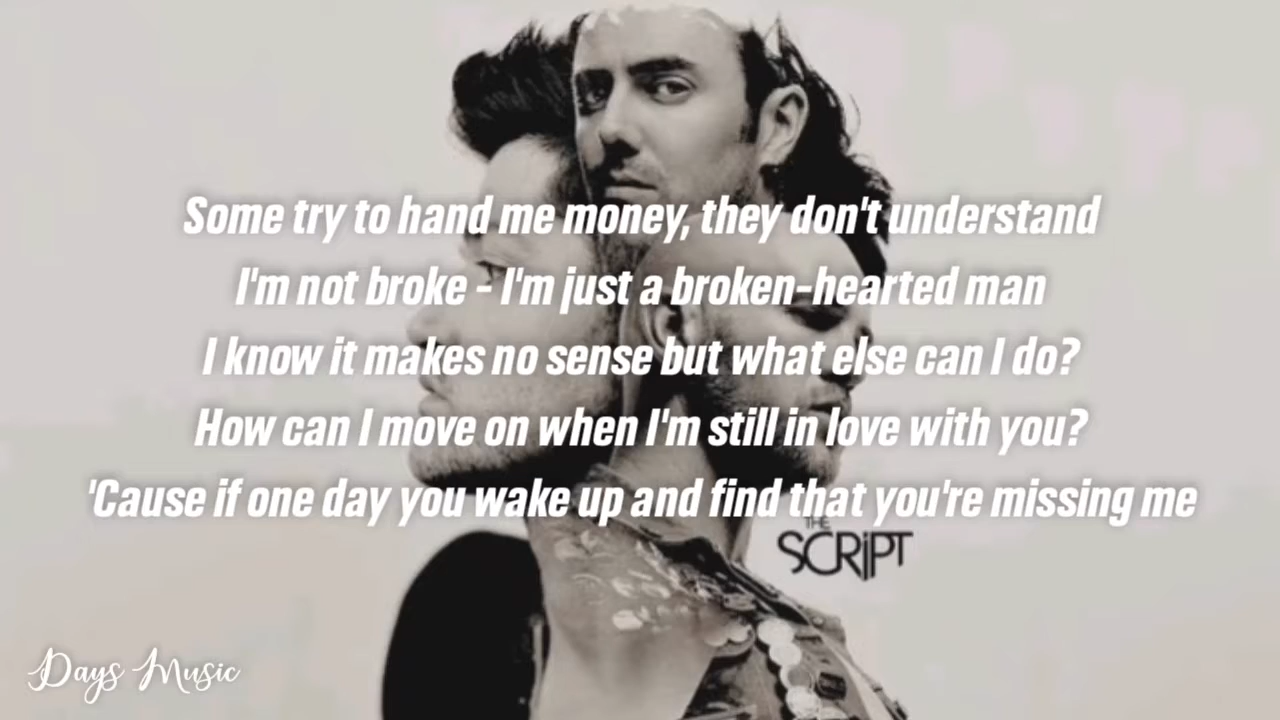 Some try to hand me money, they don't understand
I'm not broke - I'm just a broken-hearted man
I know it makes no sense but what else can I do?
How can I move on when I'm still in love with you?
'Cause if one day you wake up and find that you're missing me
THE
SCRIPT
Days Music